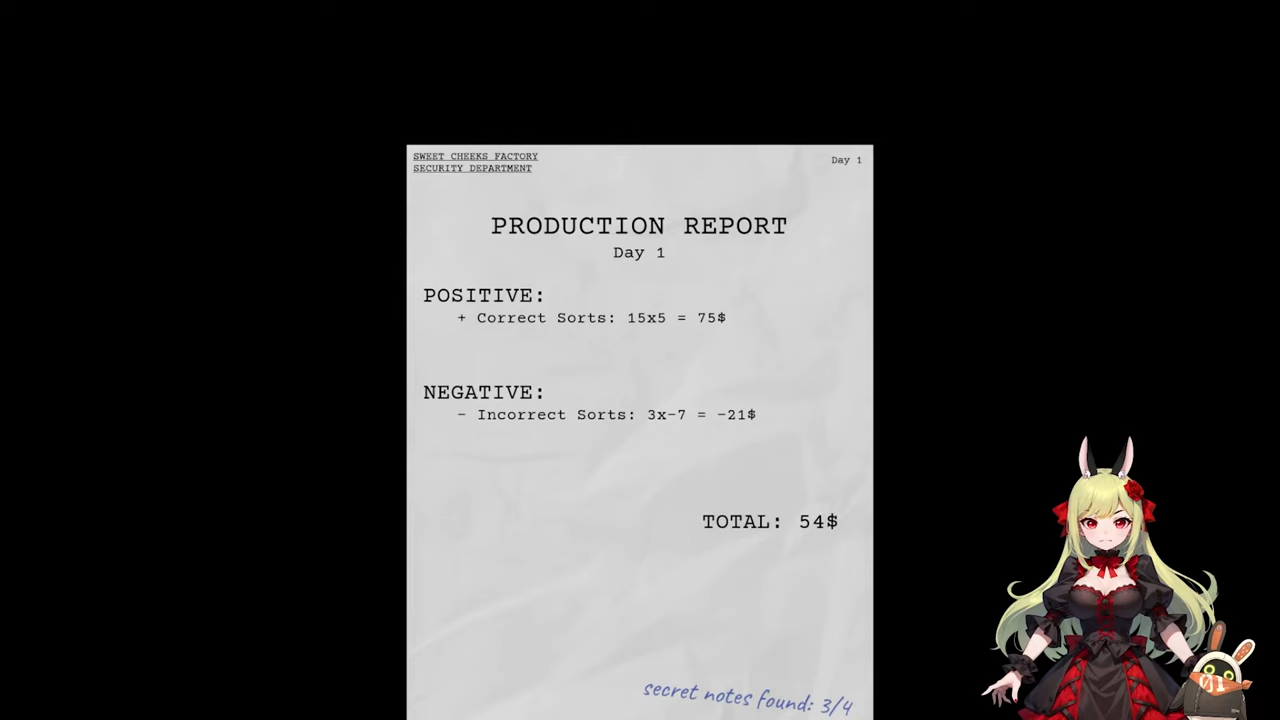 SWEET CHEEKS FACTORY
SECURITY DEPARTMENT
Day 1
PRODUCTION REPORT
Day 1
POSITIVE:
+ Correct Sorts: 15x5 = 75$
NEGATIVE:
- Incorrect Sorts: 3x-7 = -21$
TOTAL: 54$
secret notes found: 3/4
01